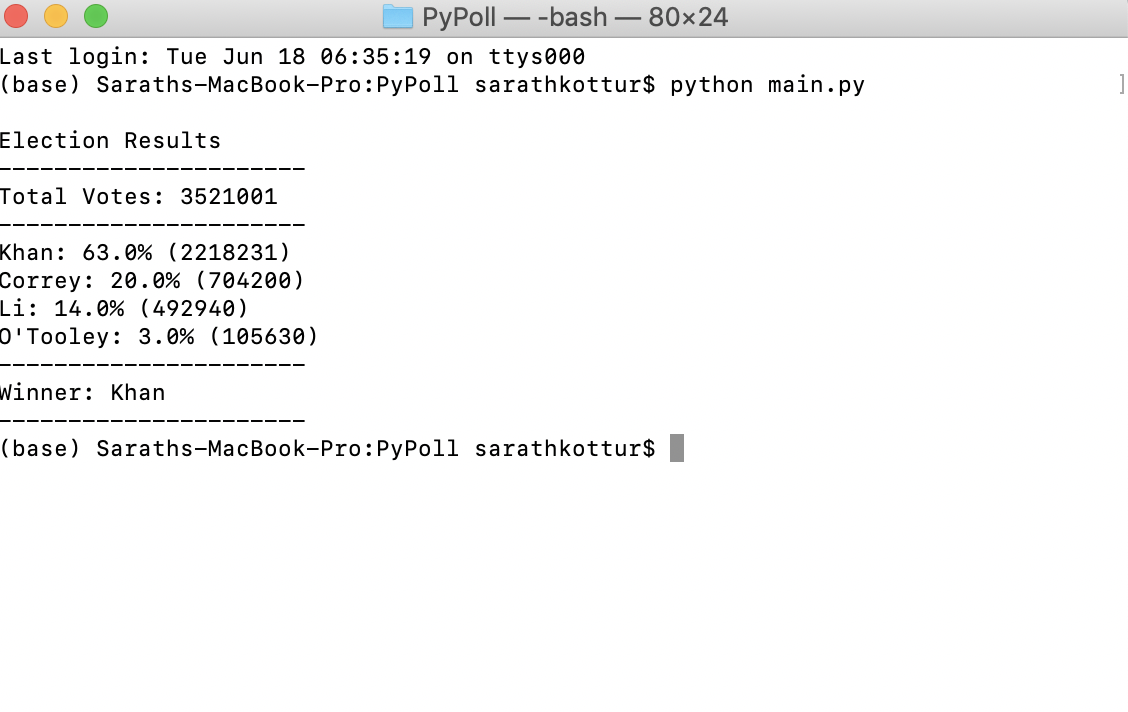 PyPoll — -bash — 80×24
Last login: Tue Jun 18 06:35:19 on ttys000
(base) Saraths-MacBook-Pro:PyPoll sarathkottur$ python main.py ]
Election Results
----------------------
Total Votes: 3521001
----------------------
Khan: 63.0% (2218231)
Correy: 20.0% (704200)
Li: 14.0% (492940)
O'Tooley: 3.0% (105630)
----------------------
Winner: Khan
----------------------
(base) Saraths-MacBook-Pro:PyPoll sarathkottur$